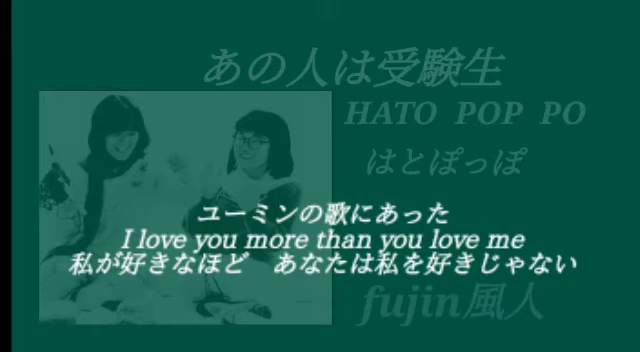 あの人は受験生
HATO POP PO
はとぽっぽ
ユーミンの歌にあった
I love you more than you love me
私が好きなほど　あなたは私を好きじゃない
fujin風人